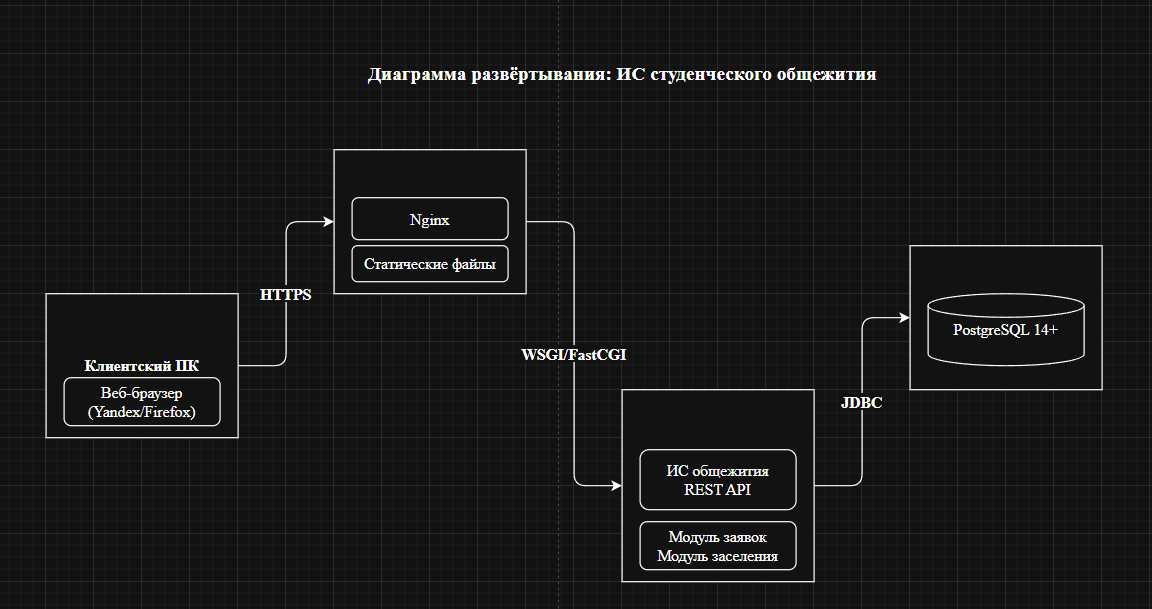 Диаграмма развёртывания: ИС студенческого общежития
Nginx
Статические файлы
HTTPS
Клиентский ПК
Веб-браузер
(Yandex/Firefox)
WSGI/FastCGI
PostgreSQL 14+
JDBC
ИС общежития
REST API
Модуль заявок
Модуль заселения